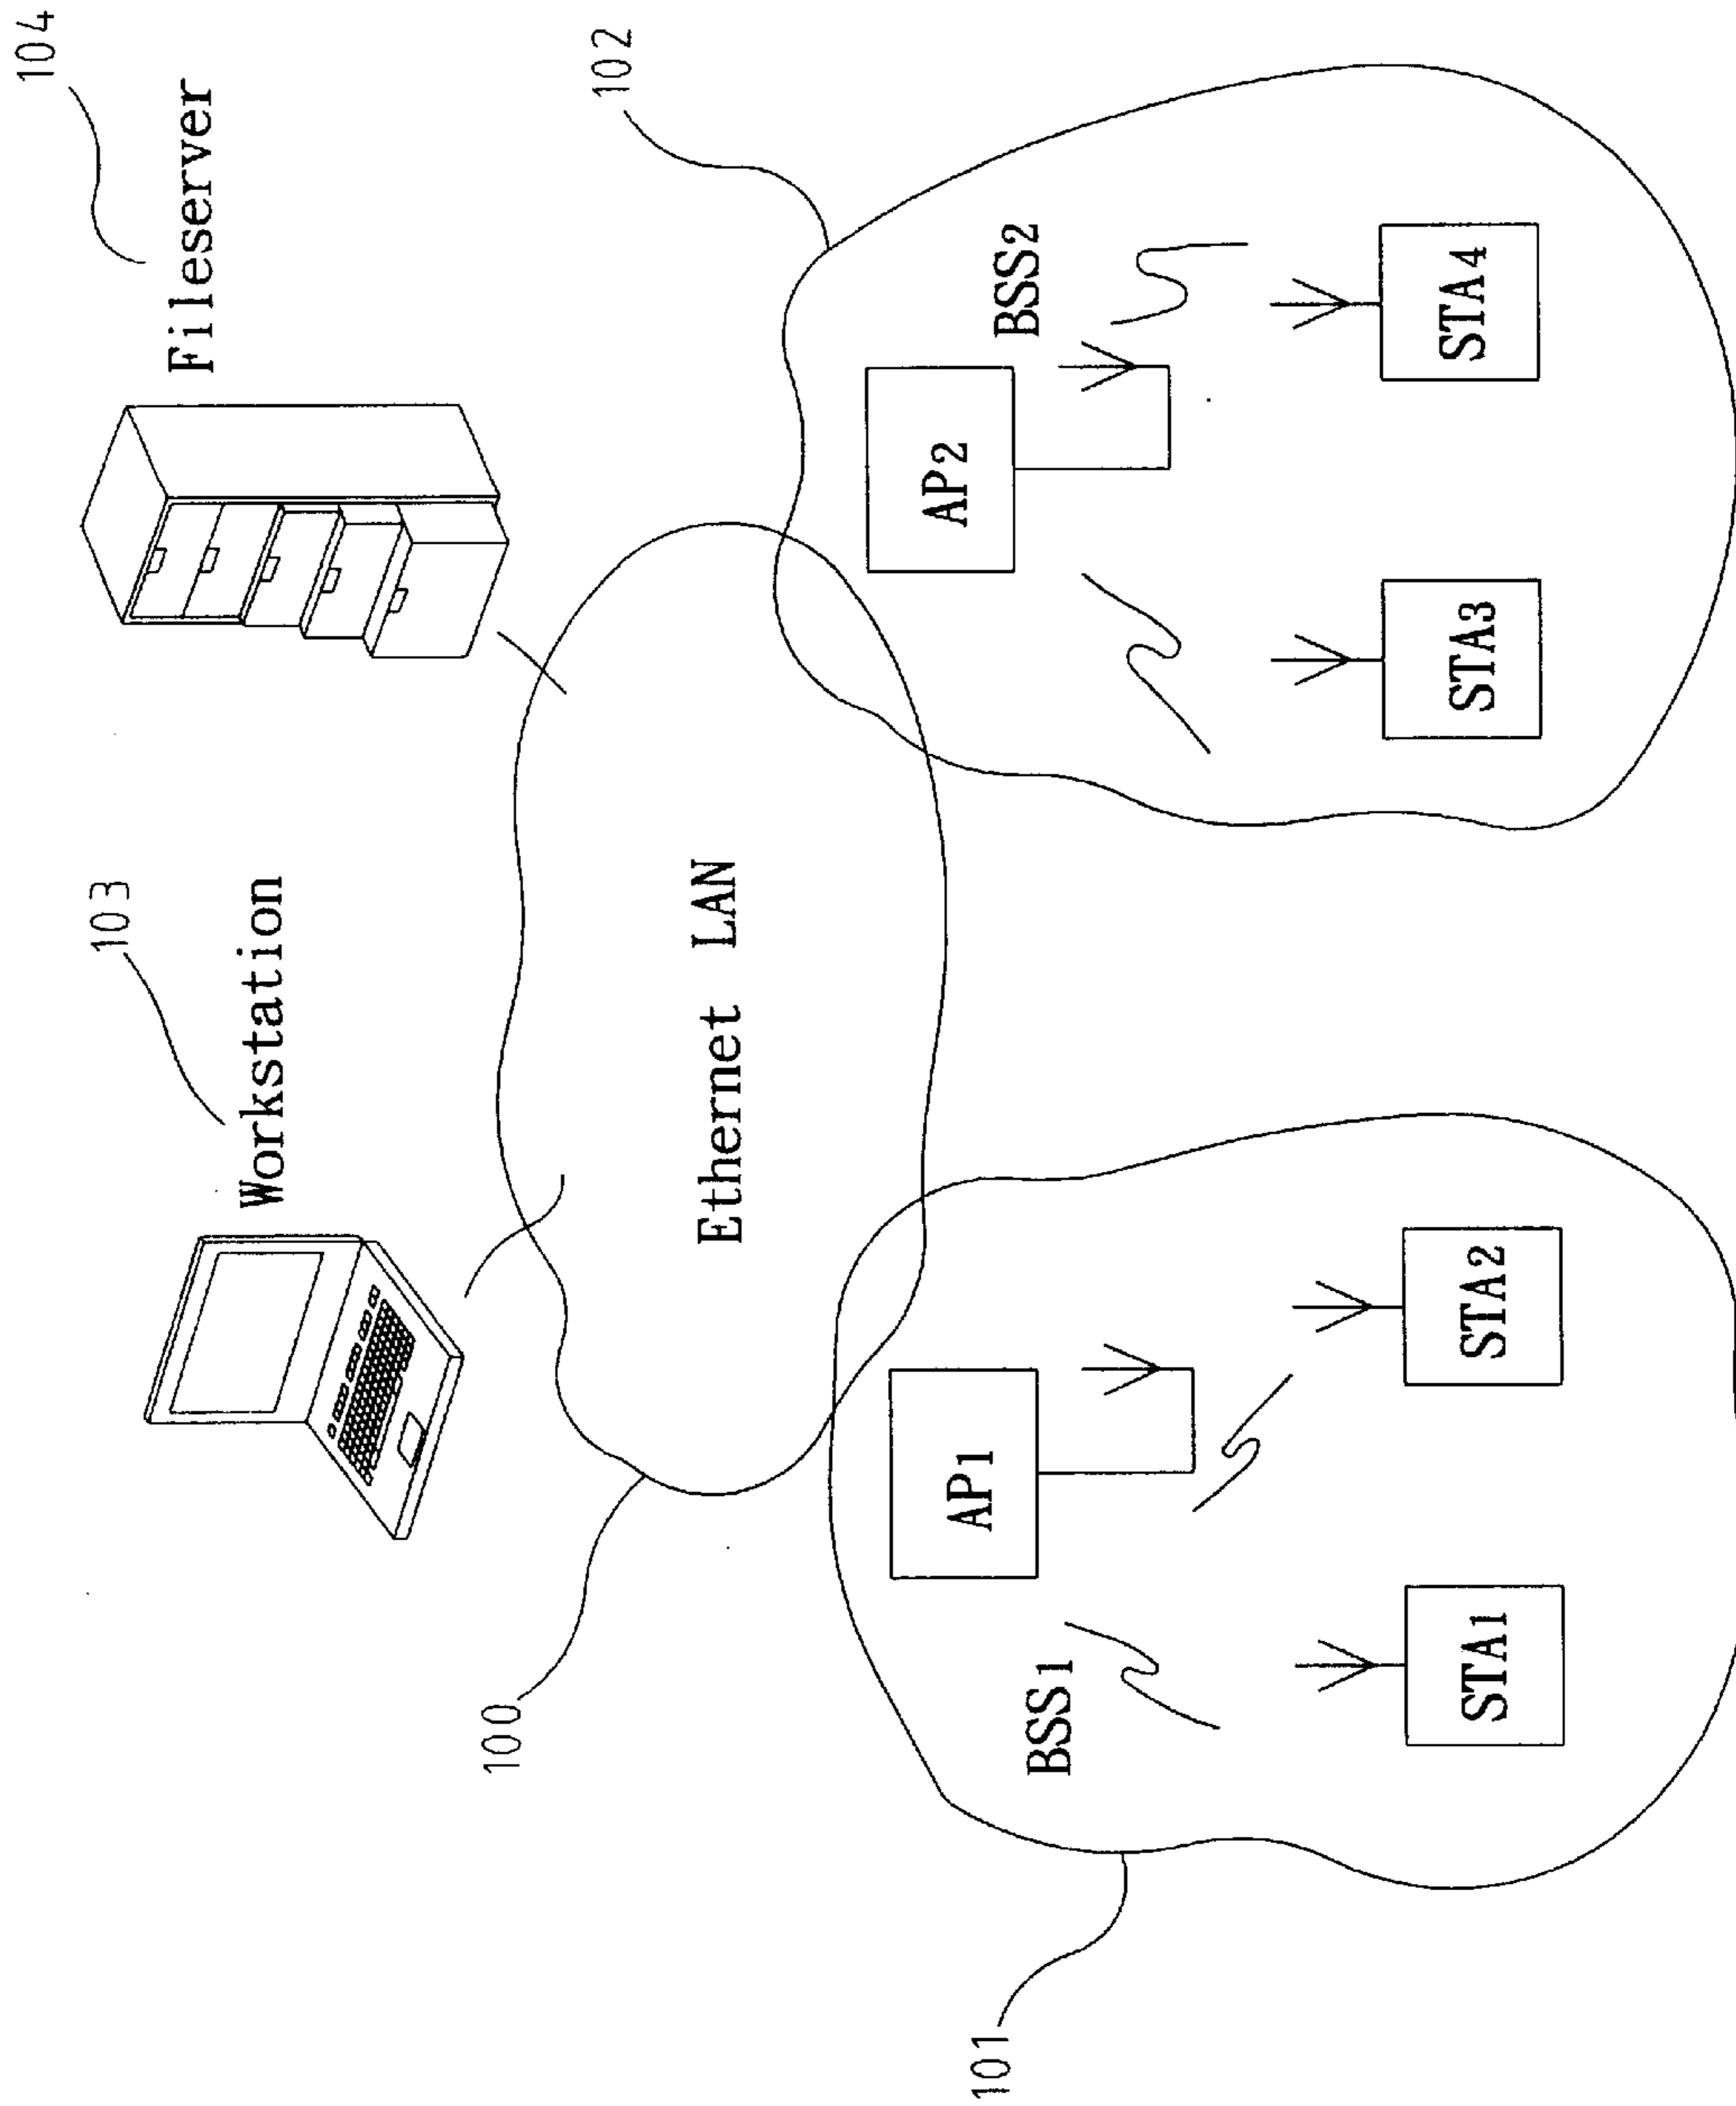 104
Fileserver
103
Workstation
102
Ethernet LAN
100
BSS2
AP2
AP1
BSS1
STA1
STA2
STA3
STA4
101